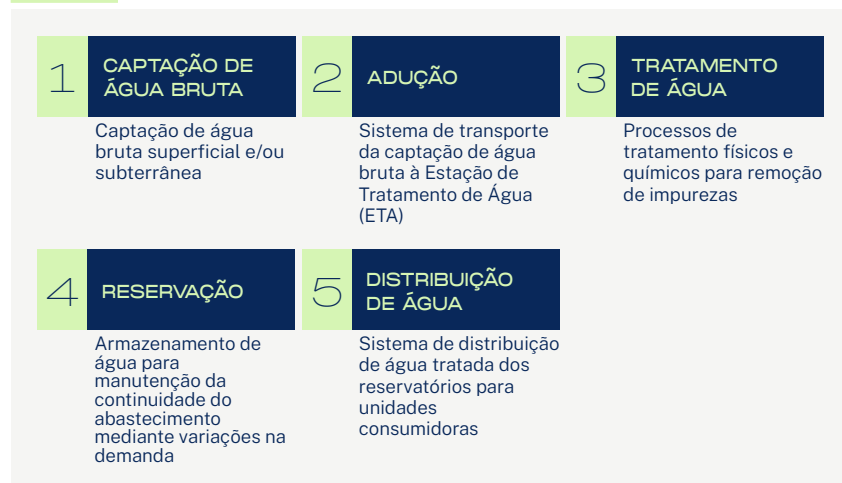 1
CAPTAÇÃO DE
ÁGUA BRUTA
Captação de água
bruta superficial e/ou
subterrânea
2
ADUÇÃO
Sistema de transporte
da captação de água
bruta à Estação de
Tratamento de Água
(ETA)
3
TRATAMENTO
DE ÁGUA
Processos de
tratamento físicos e
químicos para remoção
de impurezas
4
RESERVAÇÃO
Armazenamento de
água para
manutenção da
continuidade do
abastecimento
mediante variações na
demanda
5
DISTRIBUIÇÃO
DE ÁGUA
Sistema de distribuição
de água tratada dos
reservatórios para
unidades
consumidoras